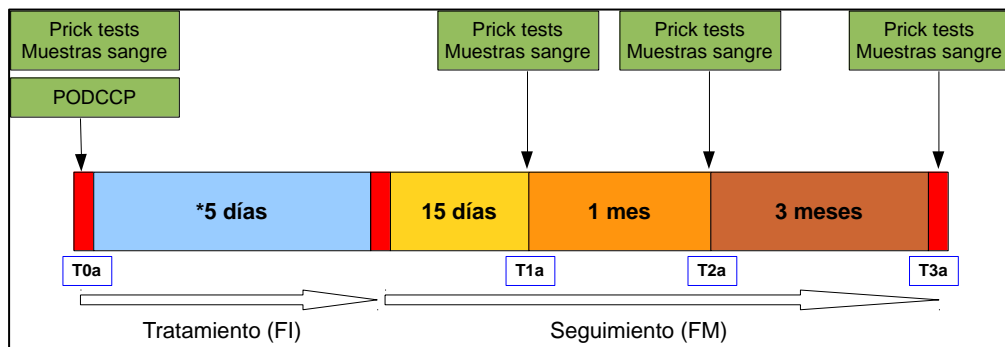 Prick tests
Muestras sangre
Prick tests
Muestras sangre
Prick tests
Muestras sangre
Prick tests
Muestras sangre
PODCCP
*5 días
15 días
1 mes
3 meses
T0a
T1a
T2a
T3a
Tratamiento (FI)
Seguimiento (FM)